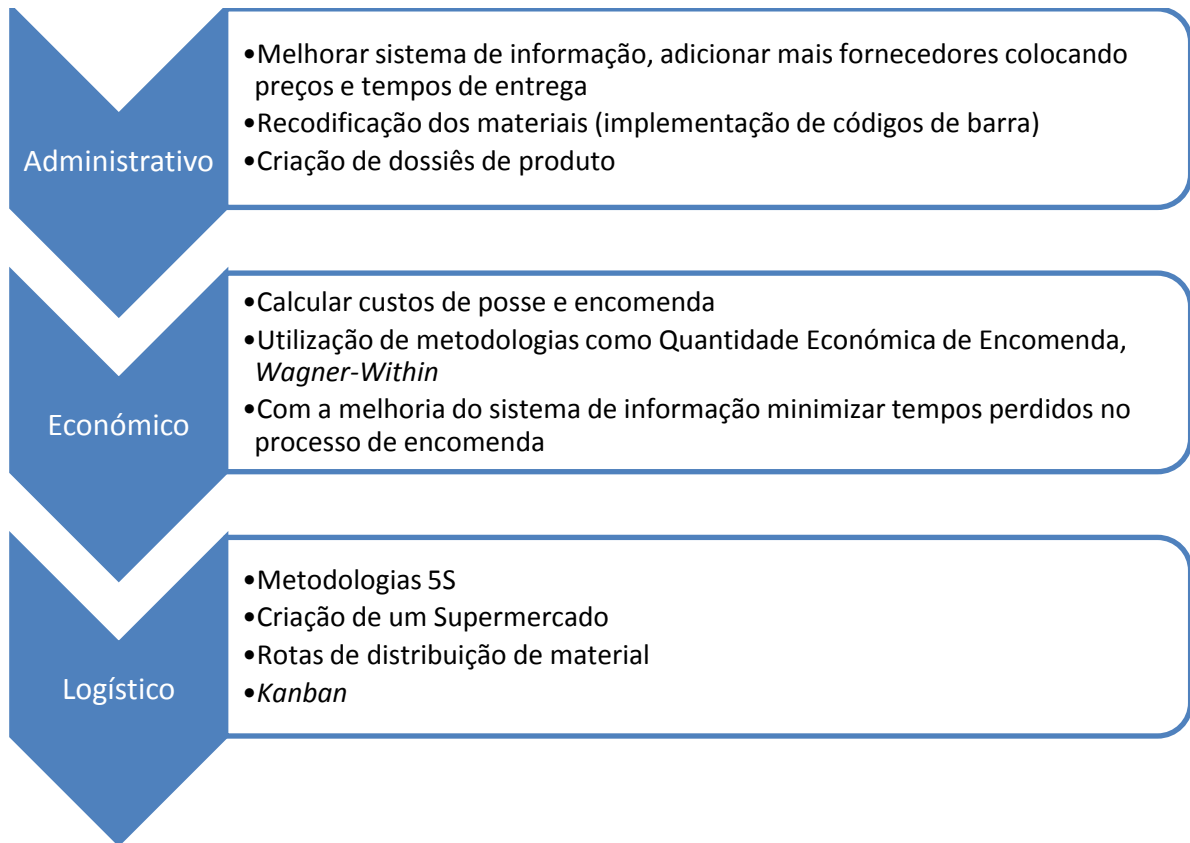 Administrativo
•Melhorar sistema de informação, adicionar mais fornecedores colocando
preços e tempos de entrega
•Recodificação dos materiais (implementação de códigos de barra)
•Criação de dossiês de produto
Económico
•Calcular custos de posse e encomenda
•Utilização de metodologias como Quantidade Económica de Encomenda,
Wagner-Within
•Com a melhoria do sistema de informação minimizar tempos perdidos no
processo de encomenda
Logístico
•Metodologias 5S
•Criação de um Supermercado
•Rotas de distribuição de material
•Kanban